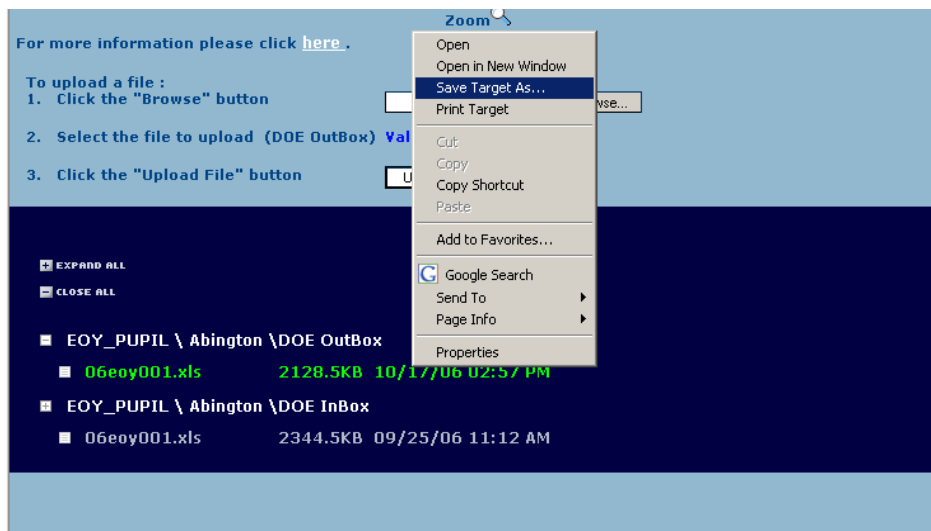 Zoom
For more information please click here .
To upload a file :
1. Click the "Browse" button
wse...
2. Select the file to upload (DOE OutBox) Val
3. Click the "Upload File" button
U
Open
Open in New Window
Save Target As...
Print Target
Cut
Copy
Copy Shortcut
Paste
Add to Favorites...
G Google Search
Send To
Page Info
Properties
EXPAND ALL
CLOSE ALL
EOY_PUPIL \ Abington \DOE OutBox
06eoy001.xls 2128.5KB 10/17/06 02:57 PM
EOY_PUPIL \ Abington \DOE InBox
06eoy001.xls 2344.5KB 09/25/06 11:12 AM